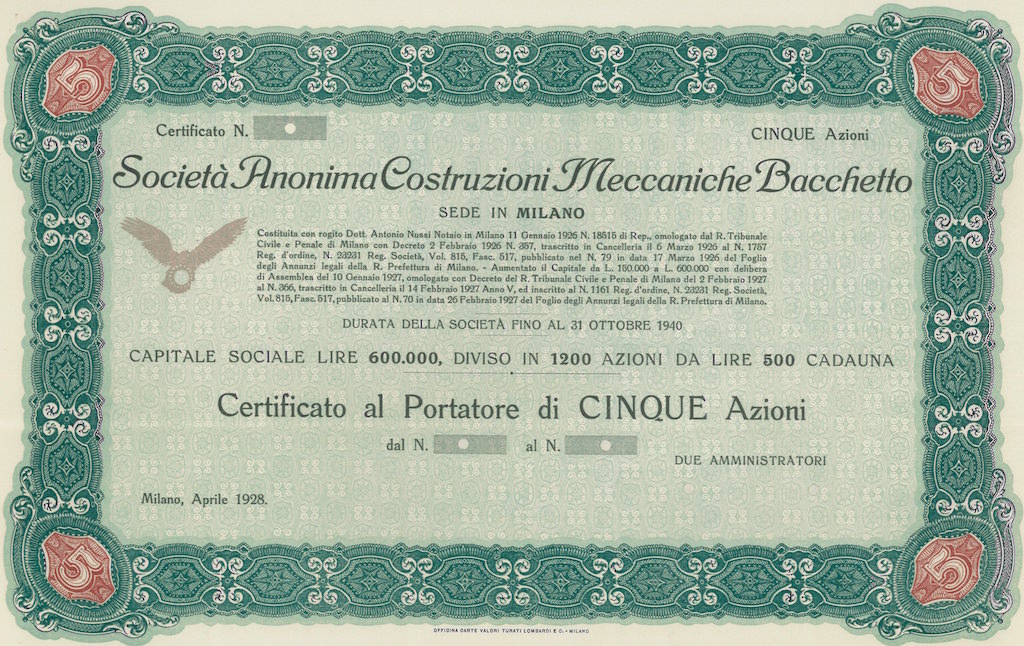 5
5
Certificato N.
CINQUE Azioni
Società Anonima Costruzioni Meccaniche Bacchetto
SEDE IN MILANO
Costituita con rogito Dott. Antonio Nussi Notaio in Milano 11 Gennaio 1926 N. 18515 di Rep., omologato dal R. Tribunale
Civile e Penale di Milano con Decreto 2 Febbraio 1926 N. 357, trascritto in Cancelleria il 5 Marzo 1926 al N. 1757
Reg. d'ordine, N. 23231 Reg. Società, Vol. 815, Fasc. 517, pubblicato nel N. 79 in data 17 Marzo 1926 del Foglio
degli Annunzi legali della R. Prefettura di Milano. - Aumentato il Capitale da L. 150.000 a L. 600.000 con delibera
di Assemblea del 10 Gennaio 1927, omologato con Decreto del R. Tribunale Civile e Penale di Milano del 2 Febbraio 1927
al N. 366, trascritto in Cancelleria il 14 Febbraio 1927 Anno V, ed inscritto al N. 1161 Reg. d'ordine, N. 23231 Reg. Società,
Vol. 815, Fasc. 517, pubblicato al N. 70 in data 26 Febbraio 1927 del Foglio degli Annunzi legali della R. Prefettura di Milano.
DURATA DELLA SOCIETÀ FINO AL 31 OTTOBRE 1940
CAPITALE SOCIALE LIRE 600.000, DIVISO IN 1200 AZIONI DA LIRE 500 CADAUNA
Certificato al Portatore di CINQUE Azioni
dal N. al N.
DUE AMMINISTRATORI
Milano, Aprile 1928.
5
5
OFFICINA CARTE VALORI TURATI LOMBARDI E C. - MILANO